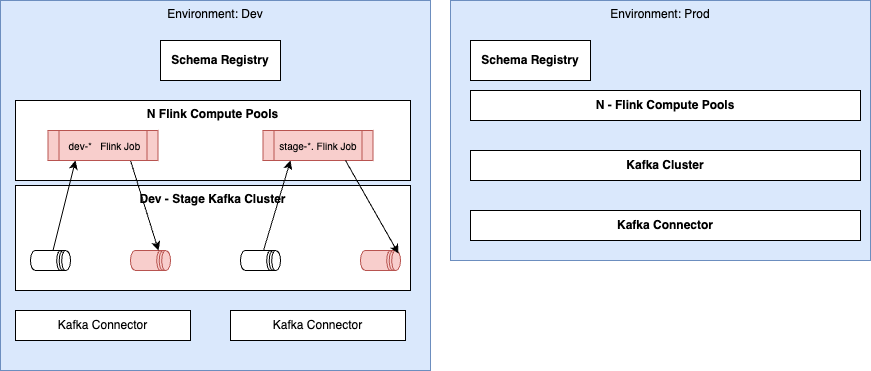 Environment: Dev
Schema Registry
N Flink Compute Pools
dev-* Flink Job
stage-*. Flink Job
Dev - Stage Kafka Cluster
Kafka Connector
Kafka Connector
Environment: Prod
Schema Registry
N - Flink Compute Pools
Kafka Cluster
Kafka Connector